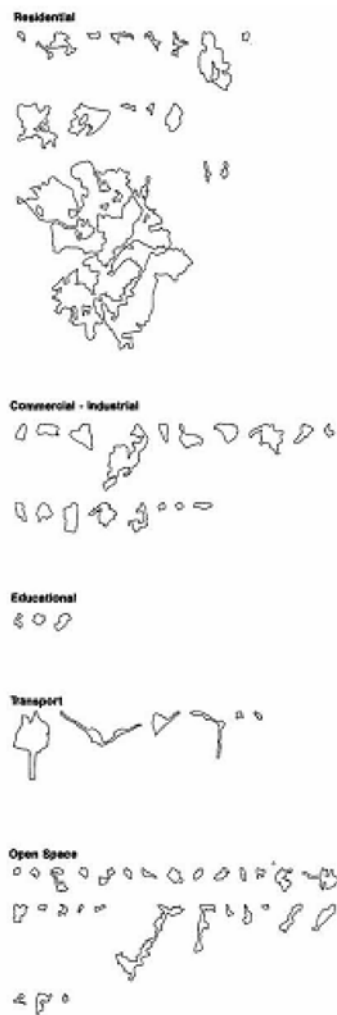 Residential
Commercial - Industrial
Educational
Transport
Open Space